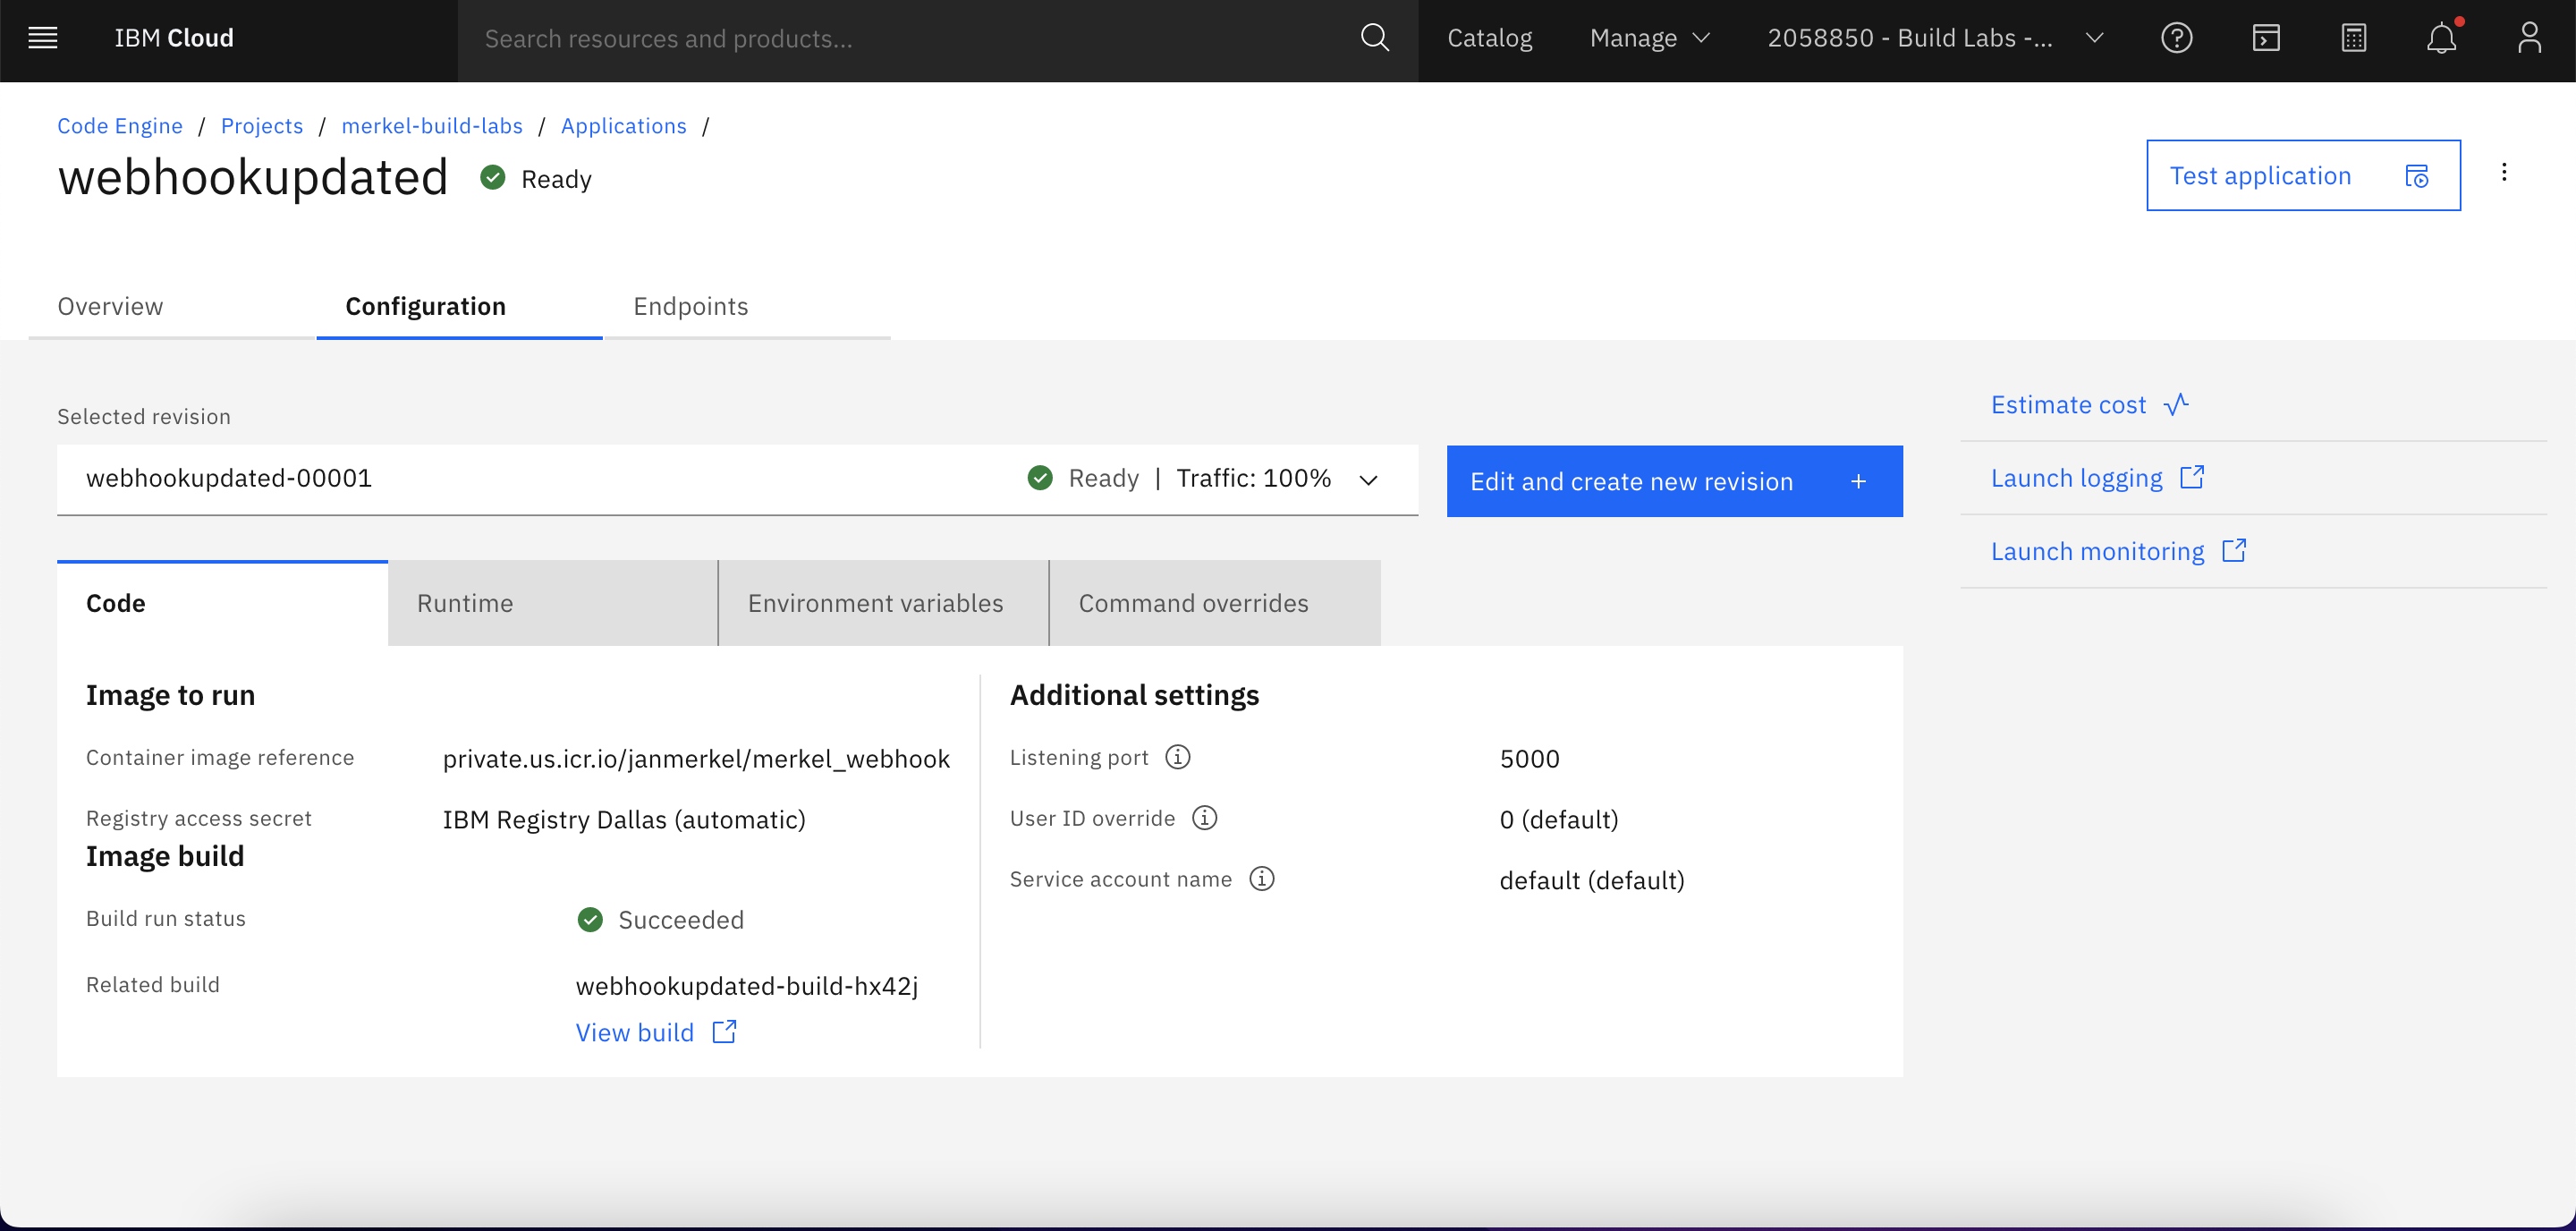 IBM Cloud
Search resources and products...
Catalog
Manage
2058850 - Build Labs -...
Code Engine / Projects / merkel-build-labs / Applications /
webhookupdated
Ready
Test application
Overview
Configuration
Endpoints
Selected revision
webhookupdated-00001
Ready | Traffic: 100%
Edit and create new revision +
Estimate cost
Launch logging
Launch monitoring
Code
Runtime
Environment variables
Command overrides
Image to run
Container image reference
private.us.icr.io/janmerkel/merkel_webhook
Registry access secret
IBM Registry Dallas (automatic)
Image build
Build run status
Succeeded
Related build
webhookupdated-build-hx42j
View build
Additional settings
Listening port
5000
User ID override
0 (default)
Service account name
default (default)